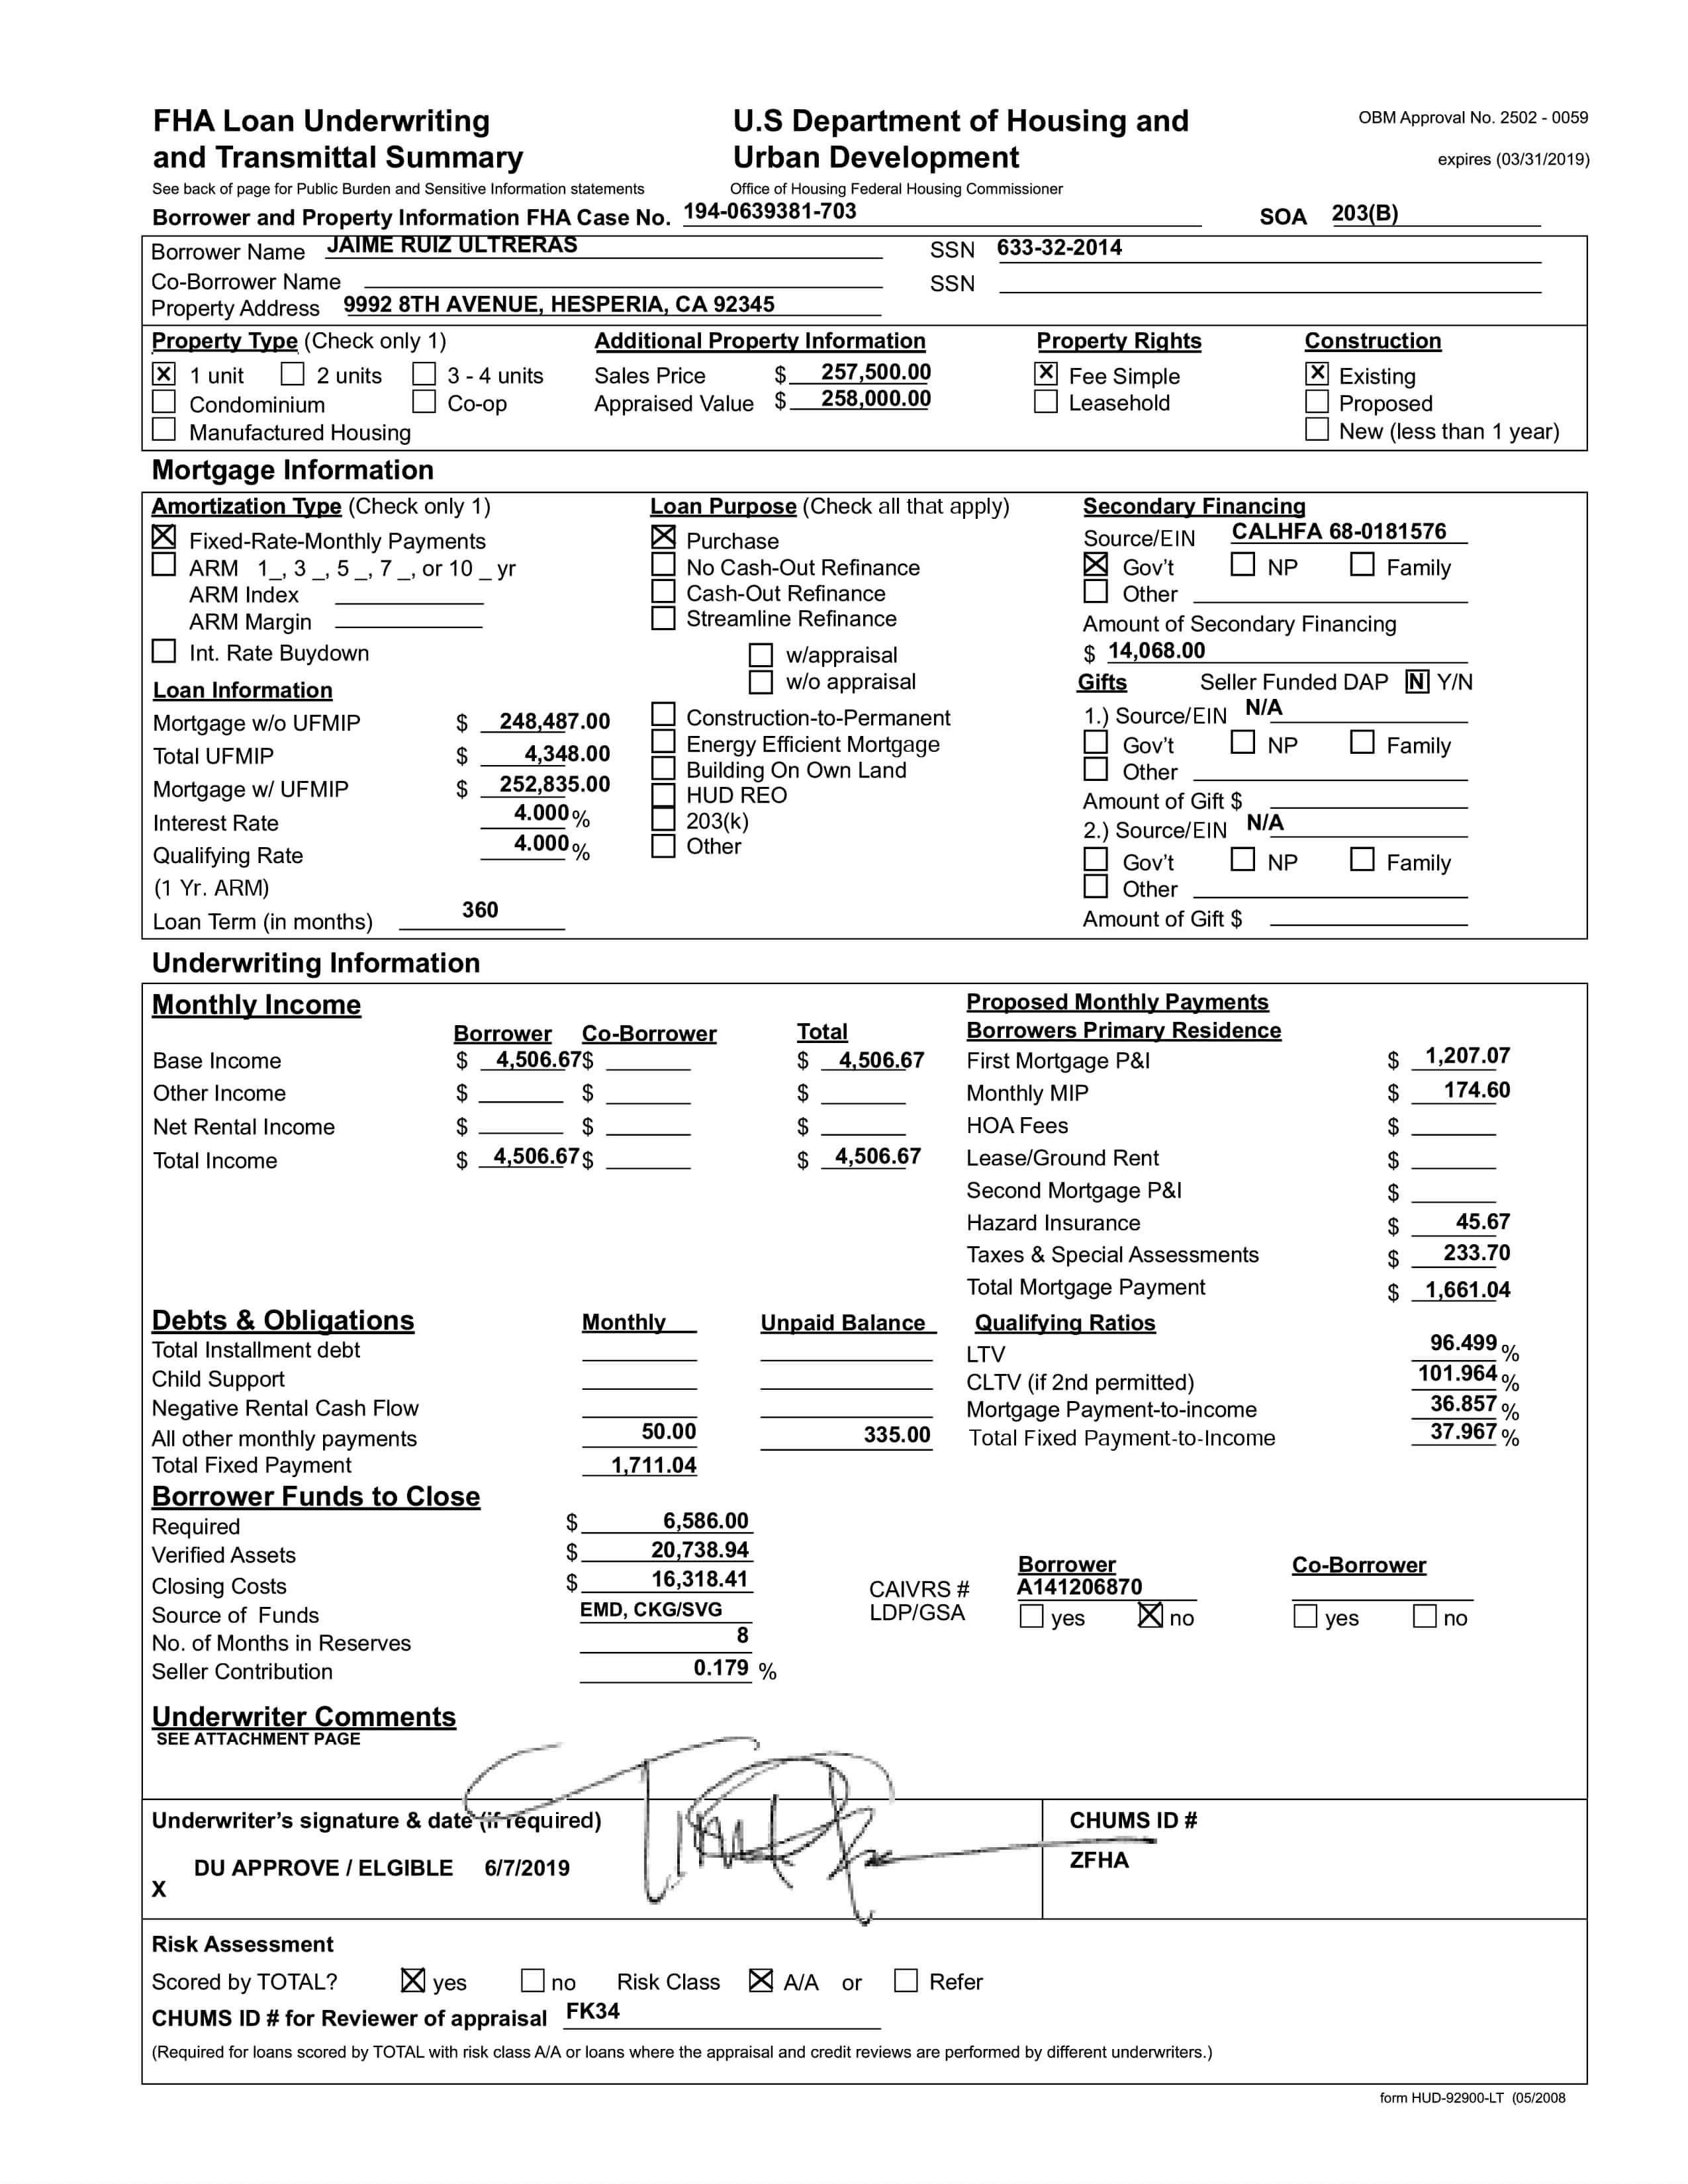 FHA Loan Underwriting
and Transmittal Summary
U.S Department of Housing and
Urban Development
OBM Approval No. 2502 - 0059
expires (03/31/2019)
See back of page for Public Burden and Sensitive Information statements
Office of Housing Federal Housing Commissioner
Borrower and Property Information FHA Case No. 194-0639381-703 SOA 203(B)
Borrower Name JAIME RUIZ ULTRERAS SSN 633-32-2014
Co-Borrower Name SSN
Property Address 9992 8TH AVENUE, HESPERIA, CA 92345
Property Type (Check only 1)
X 1 unit 2 units 3 - 4 units
Condominium Co-op
Manufactured Housing
Additional Property Information
Sales Price $ 257,500.00
Appraised Value $ 258,000.00
Property Rights
X Fee Simple
Leasehold
Construction
X Existing
Proposed
New (less than 1 year)
Mortgage Information
Amortization Type (Check only 1)
X Fixed-Rate-Monthly Payments
ARM 1_, 3 _, 5 _, 7 _, or 10 _ yr
ARM Index
ARM Margin
Int. Rate Buydown
Loan Information
Mortgage w/o UFMIP $ 248,487.00
Total UFMIP $ 4,348.00
Mortgage w/ UFMIP $ 252,835.00
Interest Rate 4.000 %
Qualifying Rate 4.000 %
(1 Yr. ARM)
Loan Term (in months) 360
Loan Purpose (Check all that apply)
X Purchase
No Cash-Out Refinance
Cash-Out Refinance
Streamline Refinance
w/appraisal
w/o appraisal
Construction-to-Permanent
Energy Efficient Mortgage
Building On Own Land
HUD REO
203(k)
Other
Secondary Financing
Source/EIN CALHFA 68-0181576
X Gov't NP Family
Other
Amount of Secondary Financing
$ 14,068.00
Gifts Seller Funded DAP N Y/N
1.) Source/EIN N/A
Gov't NP Family
Other
Amount of Gift $
2.) Source/EIN N/A
Gov't NP Family
Other
Amount of Gift $
Underwriting Information
Monthly Income
Borrower Co-Borrower Total
Base Income $ 4,506.67 $ $ 4,506.67
Other Income $ $ $
Net Rental Income $ $ $
Total Income $ 4,506.67 $ $ 4,506.67
Proposed Monthly Payments
Borrowers Primary Residence
First Mortgage P&I $ 1,207.07
Monthly MIP $ 174.60
HOA Fees $
Lease/Ground Rent $
Second Mortgage P&I $
Hazard Insurance $ 45.67
Taxes & Special Assessments $ 233.70
Total Mortgage Payment $ 1,661.04
Debts & Obligations Monthly Unpaid Balance
Total Installment debt
Child Support
Negative Rental Cash Flow
All other monthly payments 50.00 335.00
Total Fixed Payment 1,711.04
Qualifying Ratios
LTV 96.499 %
CLTV (if 2nd permitted) 101.964 %
Mortgage Payment-to-income 36.857 %
Total Fixed Payment-to-Income 37.967 %
Borrower Funds to Close
Required $ 6,586.00
Verified Assets $ 20,738.94
Closing Costs $ 16,318.41
Source of Funds EMD, CKG/SVG
No. of Months in Reserves 8
Seller Contribution 0.179 %
Borrower Co-Borrower
CAIVRS # A141206870
LDP/GSA yes X no yes no
Underwriter Comments
SEE ATTACHMENT PAGE
Underwriter's signature & date (if required)
X DU APPROVE / ELGIBLE 6/7/2019
CHUMS ID #
ZFHA
Risk Assessment
Scored by TOTAL? X yes no Risk Class X A/A or Refer
CHUMS ID # for Reviewer of appraisal FK34
(Required for loans scored by TOTAL with risk class A/A or loans where the appraisal and credit reviews are performed by different underwriters.)
form HUD-92900-LT (05/2008